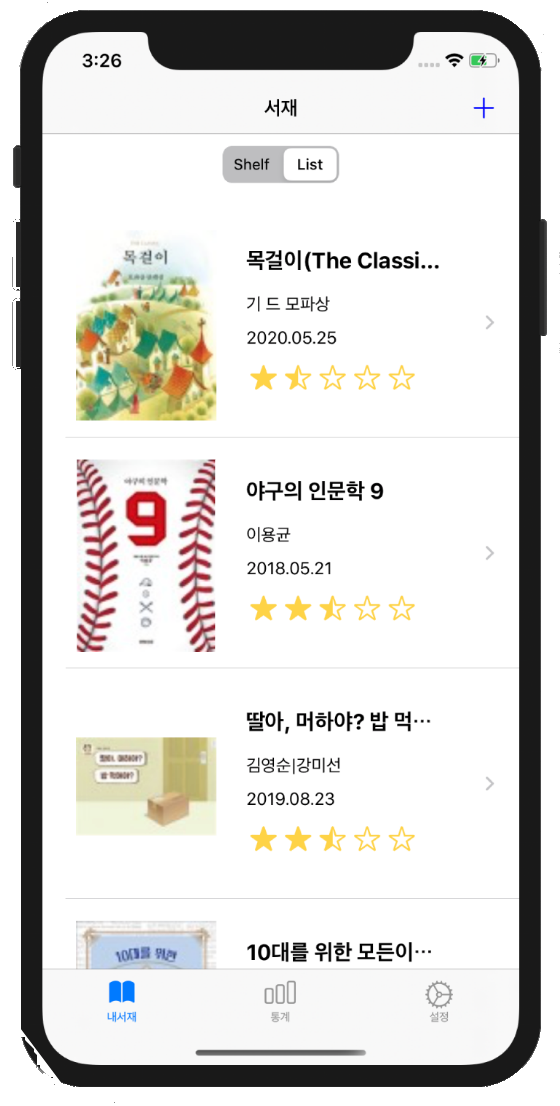 3:26
서재
Shelf List
목걸이
목걸이(The Classi...
기 드 모파상
2020.05.25
야구의 인문학
9
야구의 인문학 9
이용균
2018.05.21
딸아, 머하야?
밥 먹하야?
딸아, 머하야? 밥 먹…
김영순|강미선
2019.08.23
10대를 위한
10대를 위한 모든이…
내서재 통계 설정